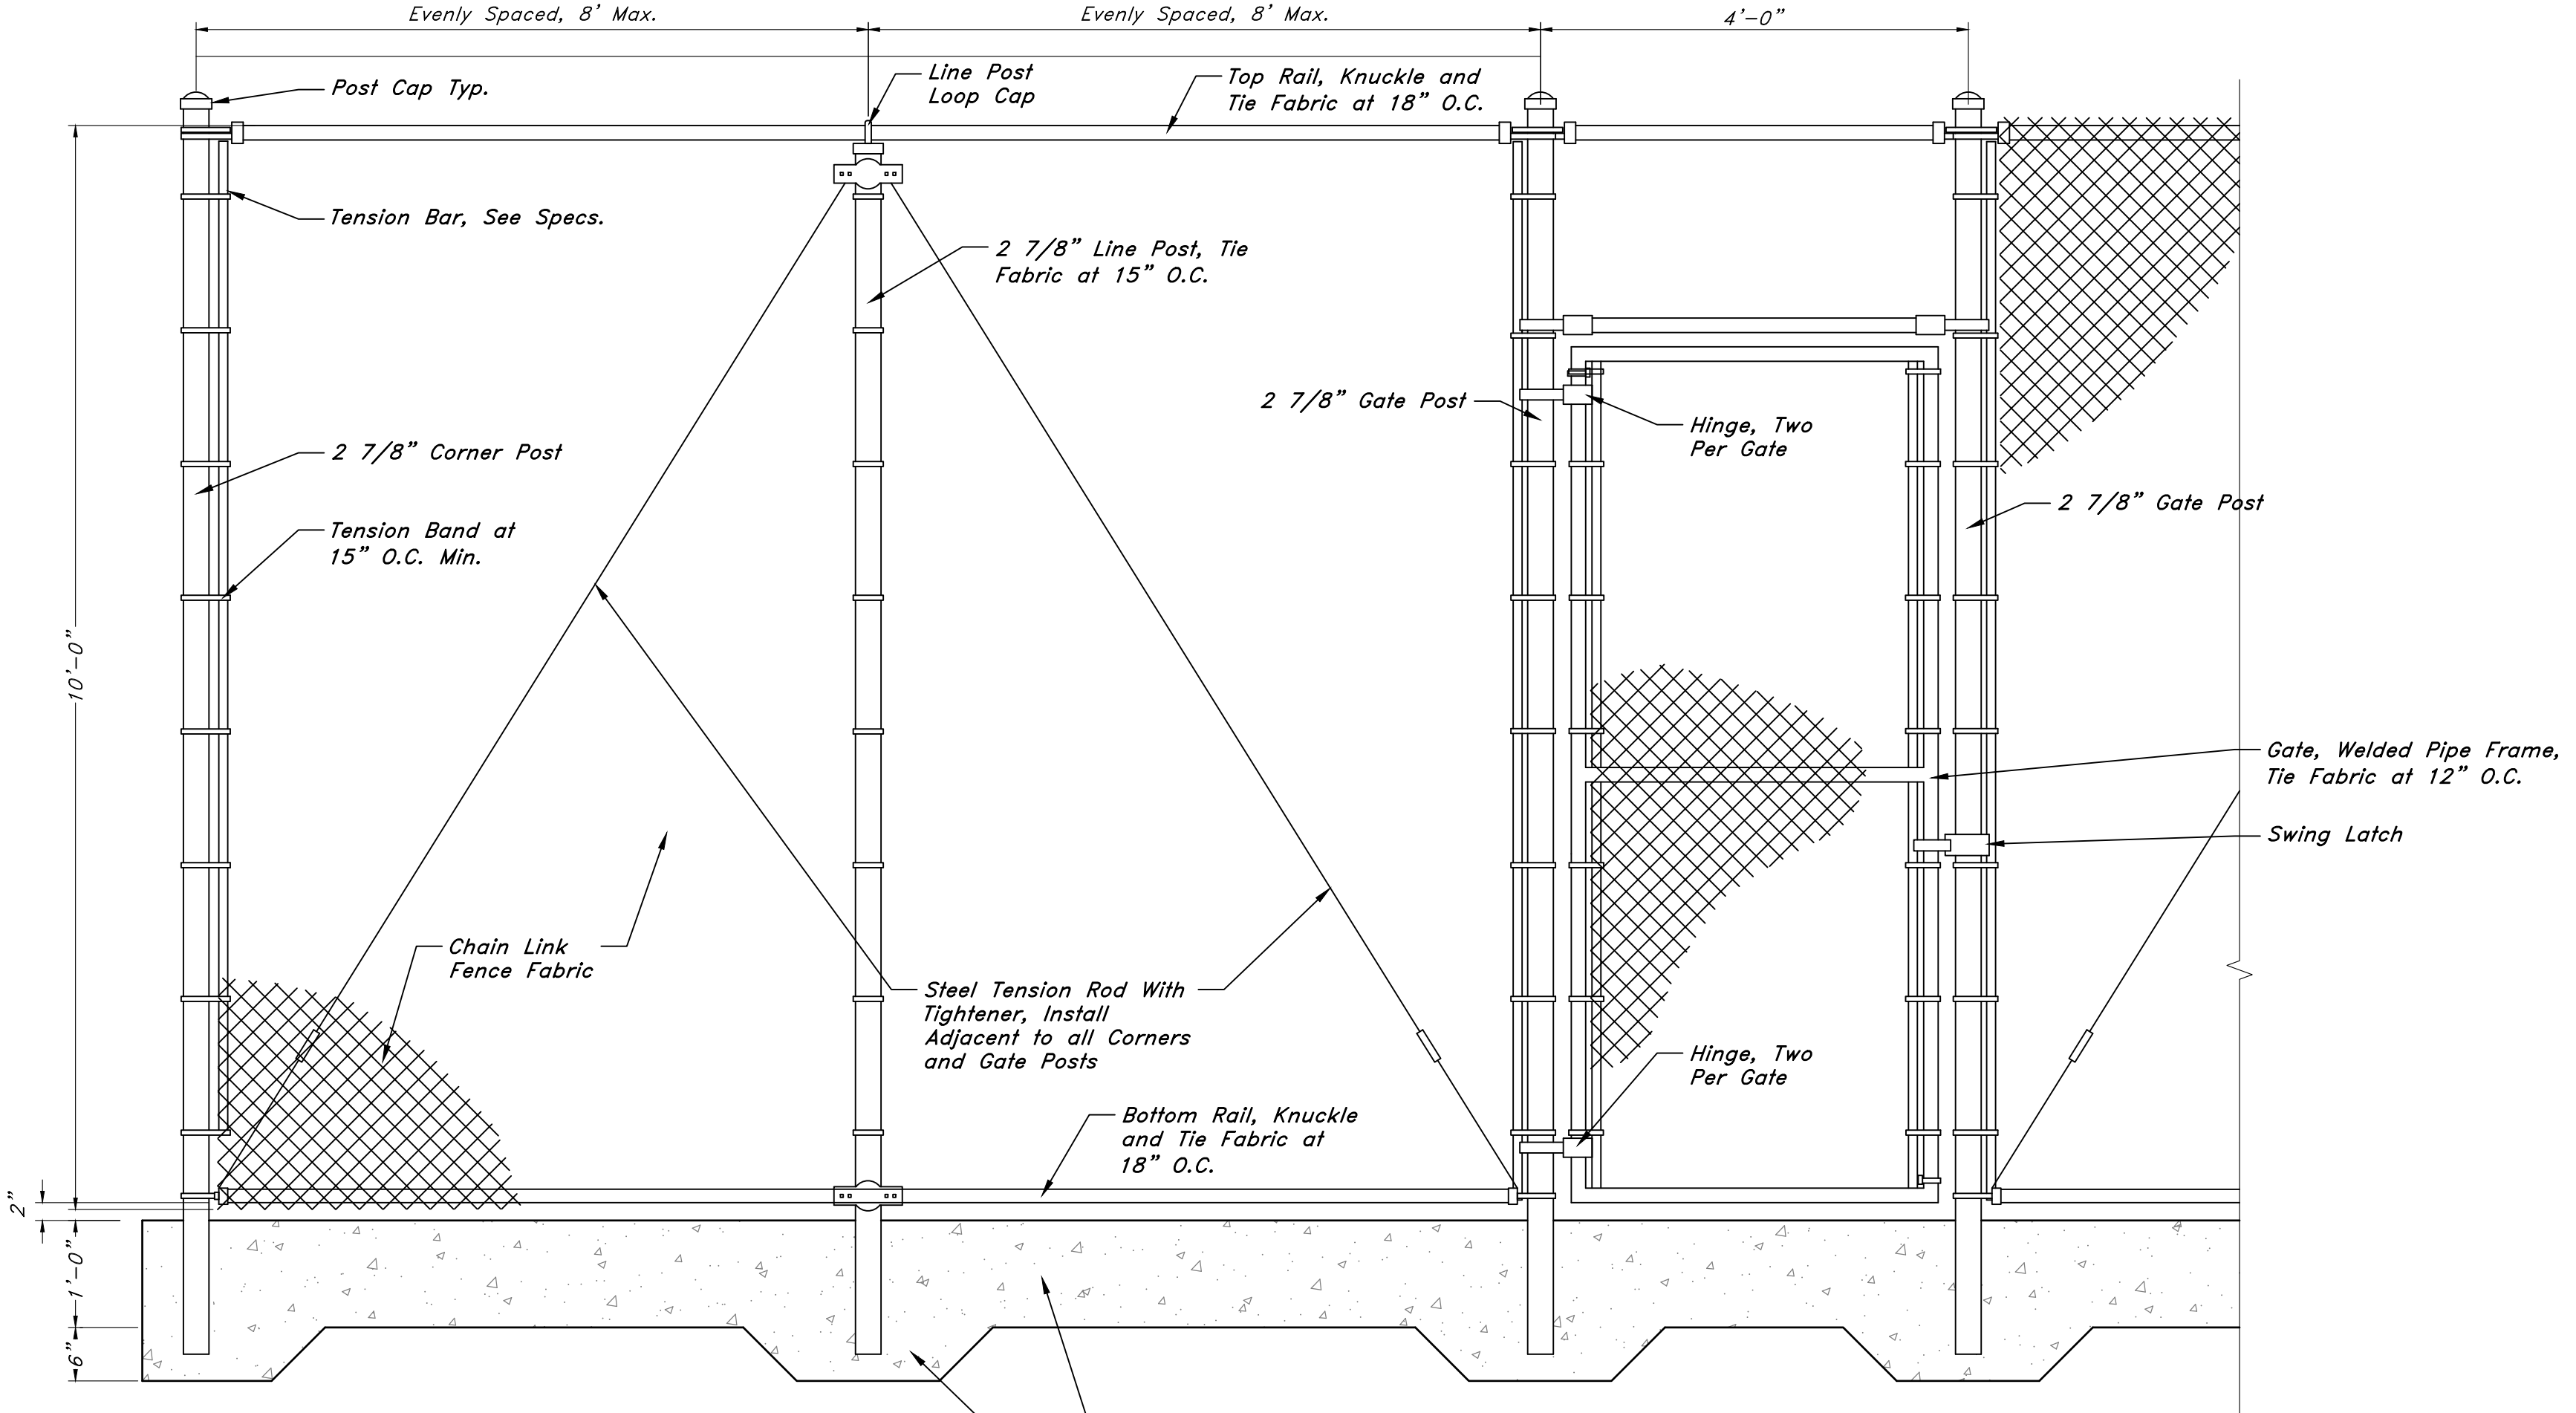 Evenly Spaced, 8' Max.
Evenly Spaced, 8' Max.
4'-0"
Post Cap Typ.
Line Post
Loop Cap
Top Rail, Knuckle and
Tie Fabric at 18" O.C.
Tension Bar, See Specs.
2 7/8" Line Post, Tie
Fabric at 15" O.C.
2 7/8" Gate Post
Hinge, Two
Per Gate
2 7/8" Corner Post
2 7/8" Gate Post
Tension Band at
15" O.C. Min.
10'-0"
Gate, Welded Pipe Frame,
Tie Fabric at 12" O.C.
Swing Latch
Chain Link
Fence Fabric
Steel Tension Rod With
Tightener, Install
Adjacent to all Corners
and Gate Posts
Hinge, Two
Per Gate
Bottom Rail, Knuckle
and Tie Fabric at
18" O.C.
2"
1'-0"
6"